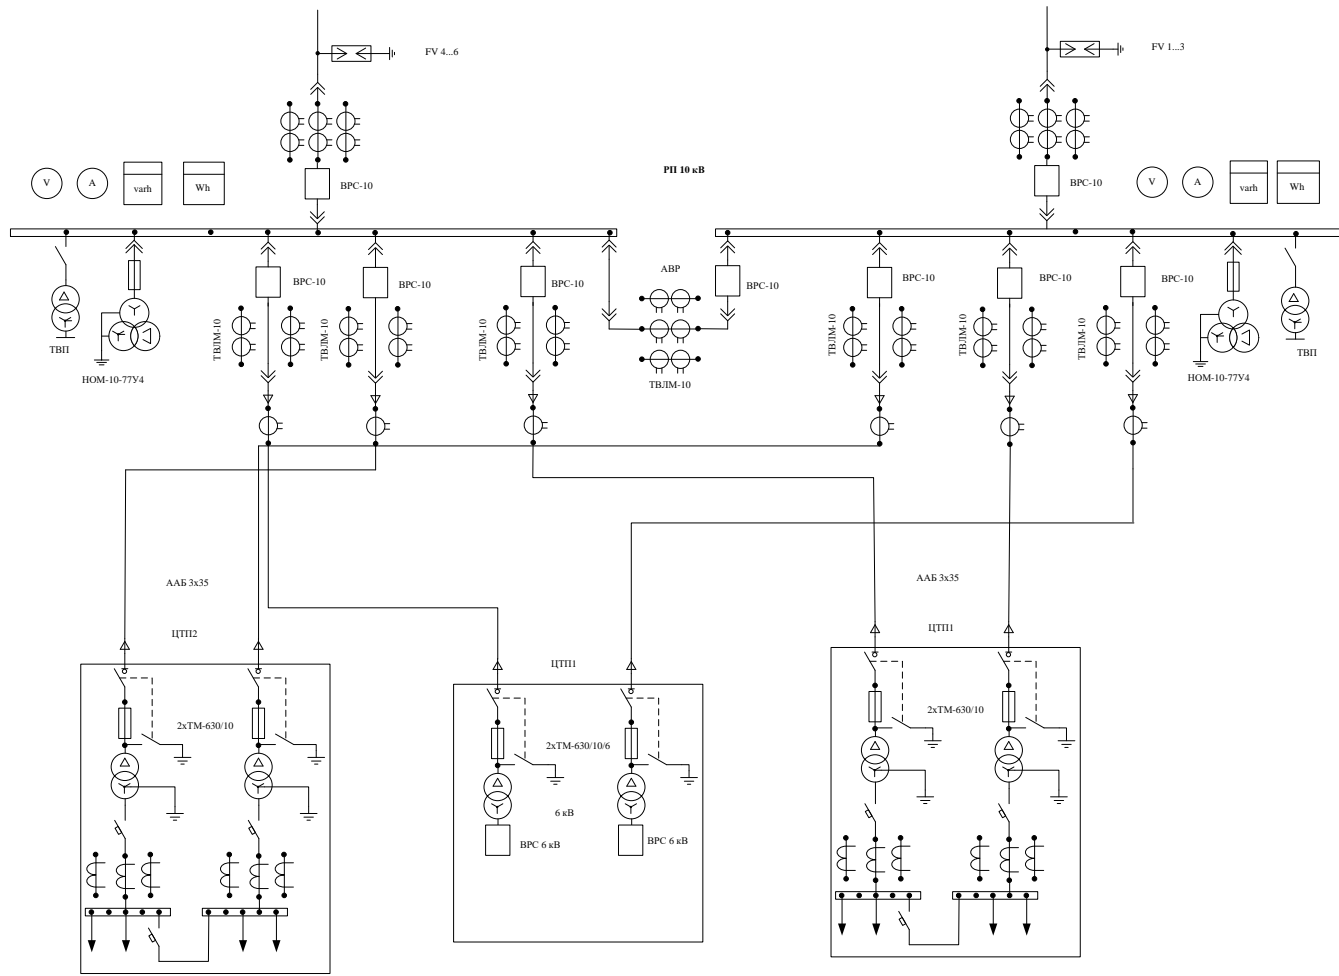 FV 4...6
FV 1...3
РП 10 кВ
V
A
varh
Wh
ВРС-10
ВРС-10
V
A
varh
Wh
ВРС-10
ВРС-10
ВРС-10
АВР
ВРС-10
ВРС-10
ВРС-10
ВРС-10
ТВЛМ-10
ТВЛМ-10
ТВЛМ-10
ТВЛМ-10
ТВЛМ-10
ТВЛМ-10
ТВП
ТВП
НОМ-10-77У4
ТВЛМ-10
НОМ-10-77У4
ААБ 3х35
ААБ 3х35
ЦТП2
ЦТП1
ЦТП1
2хТМ-630/10
2хТМ-630/10/6
2хТМ-630/10
6 кВ
ВРС 6 кВ
ВРС 6 кВ